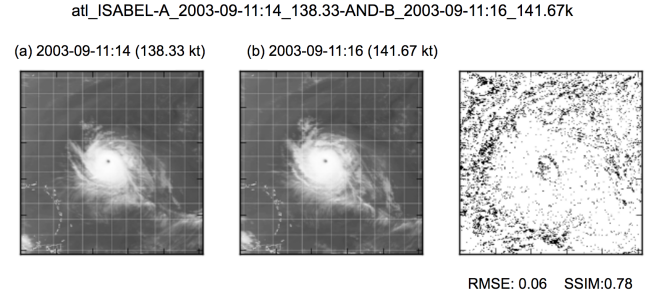 atl_ISABEL-A_2003-09-11:14_138.33-AND-B_2003-09-11:16_141.67k
(a) 2003-09-11:14 (138.33 kt)
(b) 2003-09-11:16 (141.67 kt)
RMSE: 0.06 SSIM:0.78